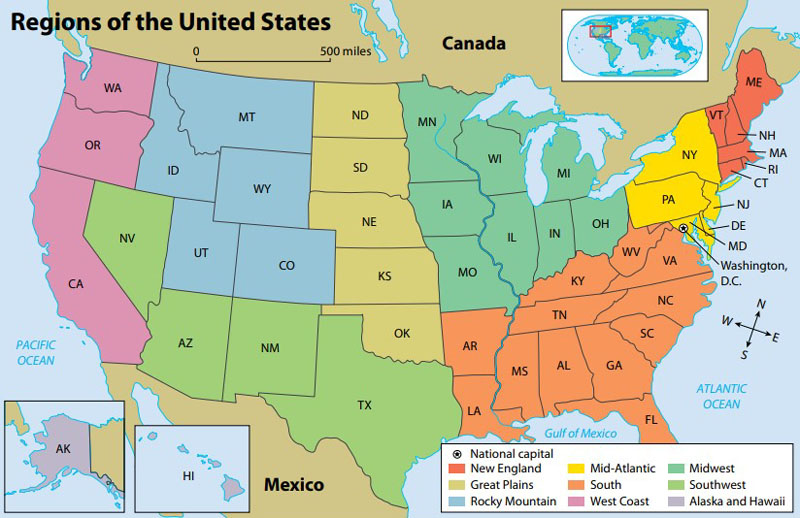 Regions of the United States
0 500 miles
Canada
WA
MT
ND
MN
ME
VT
NH
OR
ID
SD
WI
MI
NY
MA
RI
CT
WY
IA
PA
NJ
NV
UT
CO
NE
IL
IN
OH
DE
MD
Washington,
D.C.
CA
KS
MO
WV
VA
KY
NC
AZ
NM
OK
AR
TN
SC
N
W
E
S
PACIFIC
OCEAN
TX
LA
MS
AL
GA
FL
ATLANTIC
OCEAN
Gulf of Mexico
AK
HI
Mexico
National capital
New England Mid-Atlantic Midwest
Great Plains South Southwest
Rocky Mountain West Coast Alaska and Hawaii